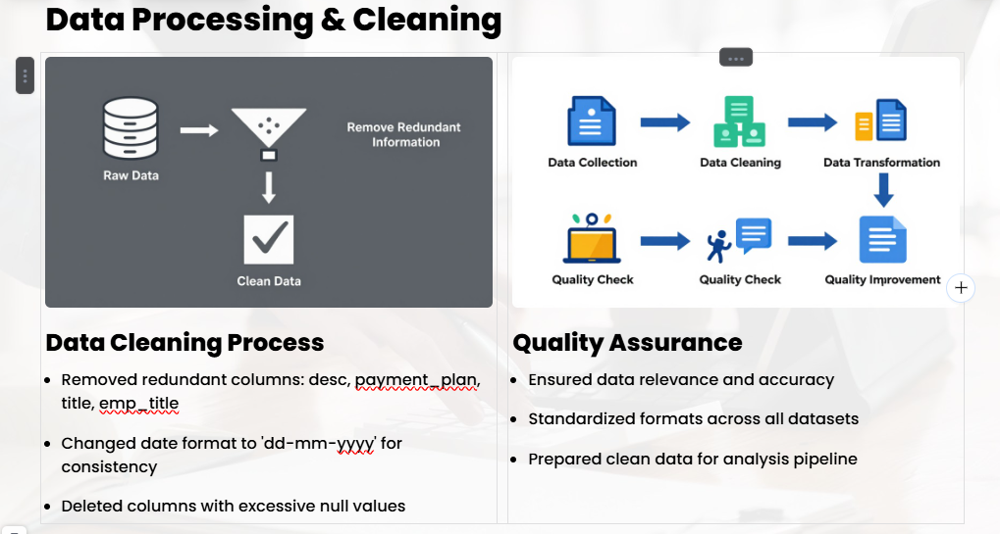 Data Processing & Cleaning
Raw Data
Remove Redundant
Information
Clean Data
Data Collection
Data Cleaning
Data Transformation
Quality Check
Quality Check
Quality Improvement
Data Cleaning Process
• Removed redundant columns: desc, payment_plan,
title, emp_title
• Changed date format to 'dd-mm-yyyy' for
consistency
• Deleted columns with excessive null values
Quality Assurance
• Ensured data relevance and accuracy
• Standardized formats across all datasets
• Prepared clean data for analysis pipeline